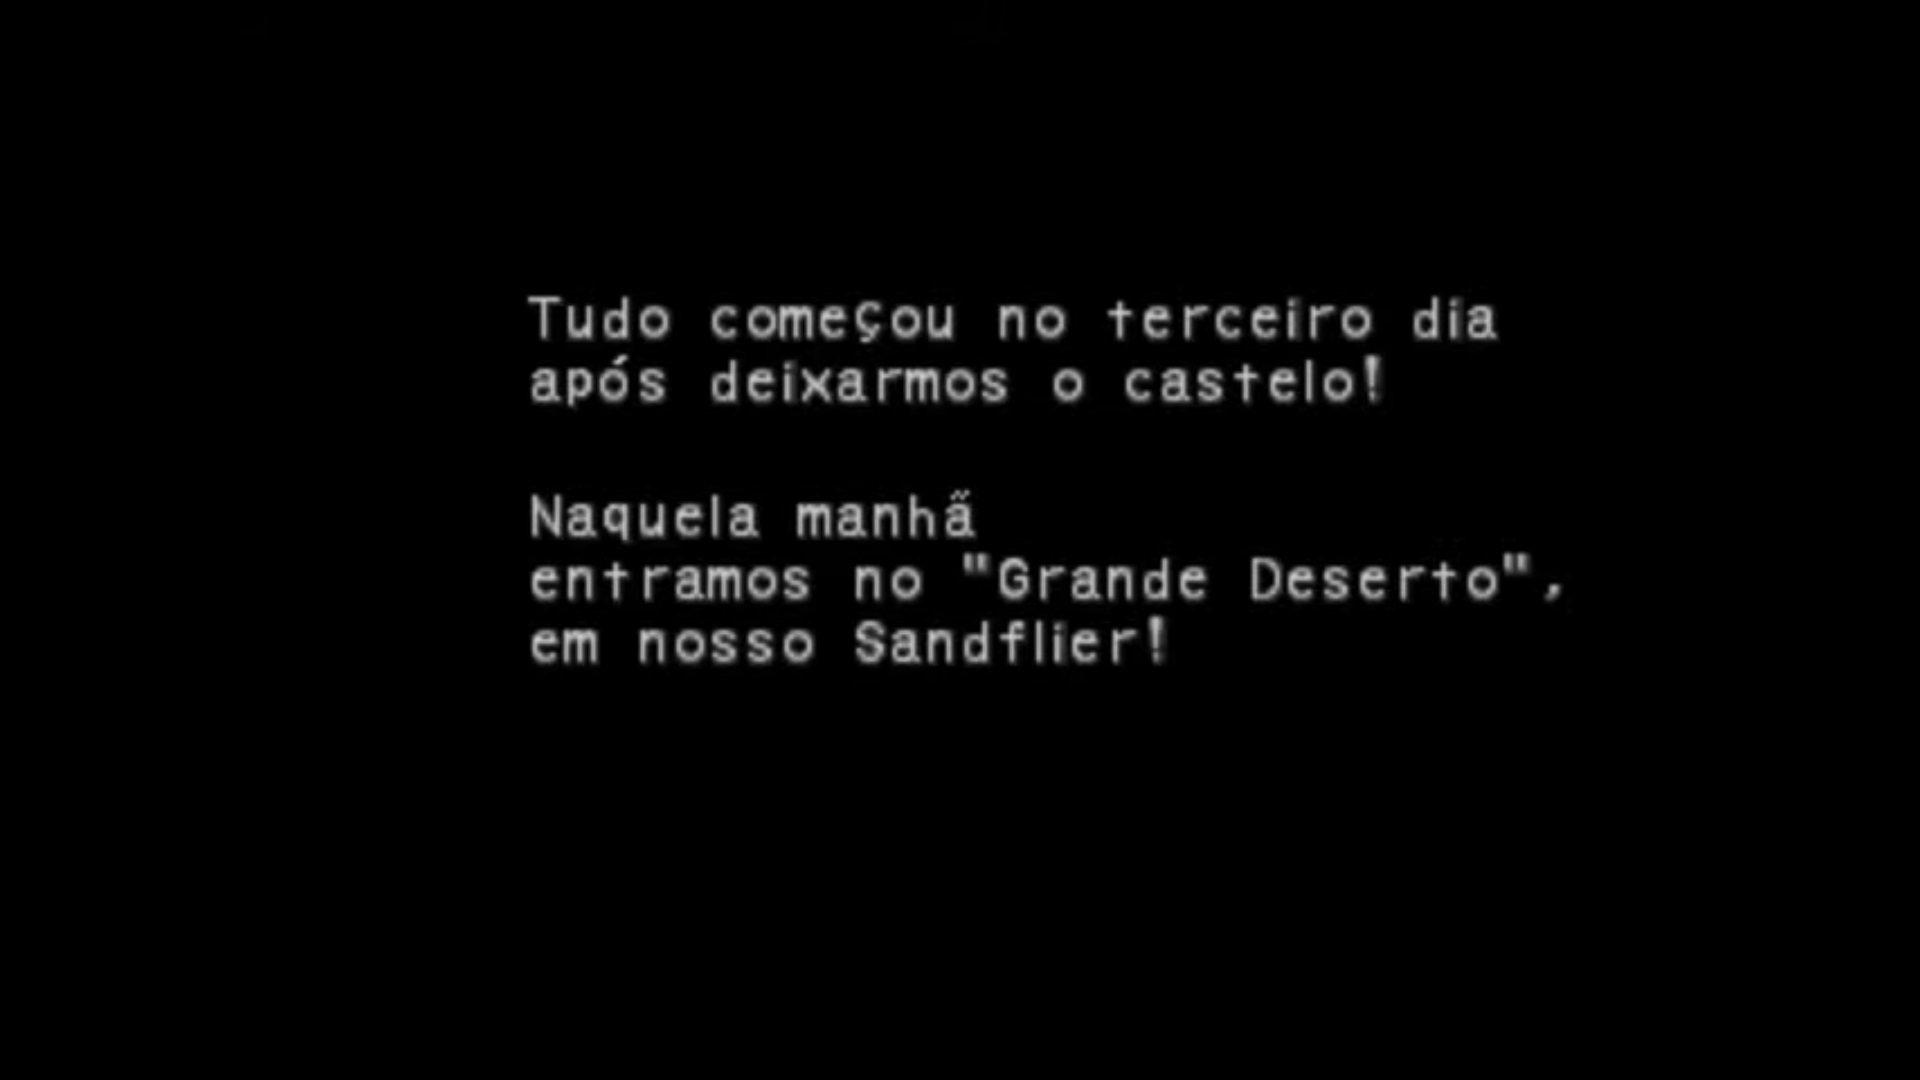 Tudo começou no terceiro dia
após deixarmos o castelo!
Naquela manhã
entramos no "Grande Deserto",
em nosso Sandflier!